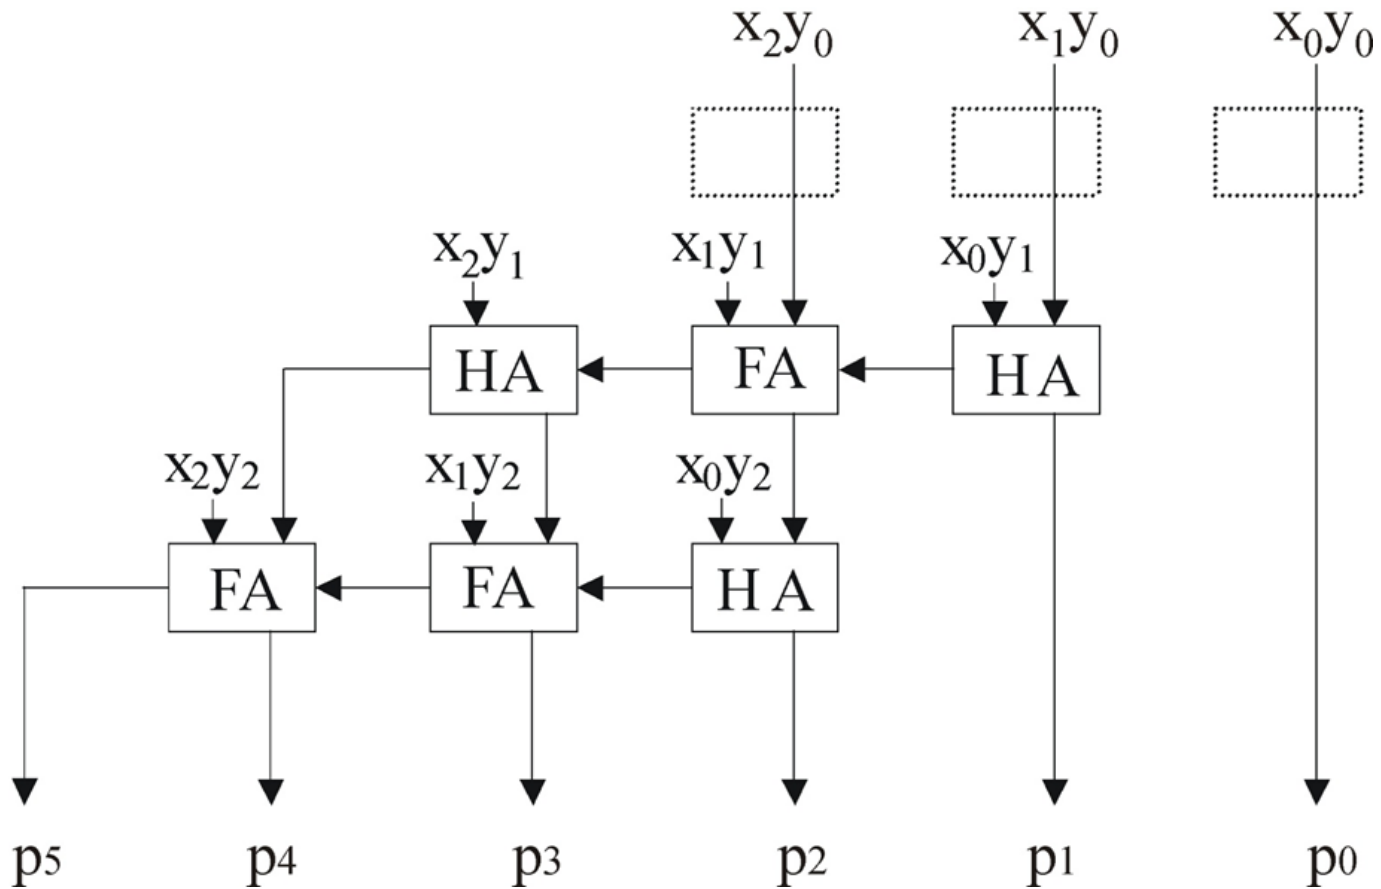 x₂y₀ x₁y₀ x₀y₀
x₂y₁ x₁y₁ x₀y₁
HA FA HA
x₂y₂ x₁y₂ x₀y₂
FA FA HA
p5 p4 p3 p2 p1 p0